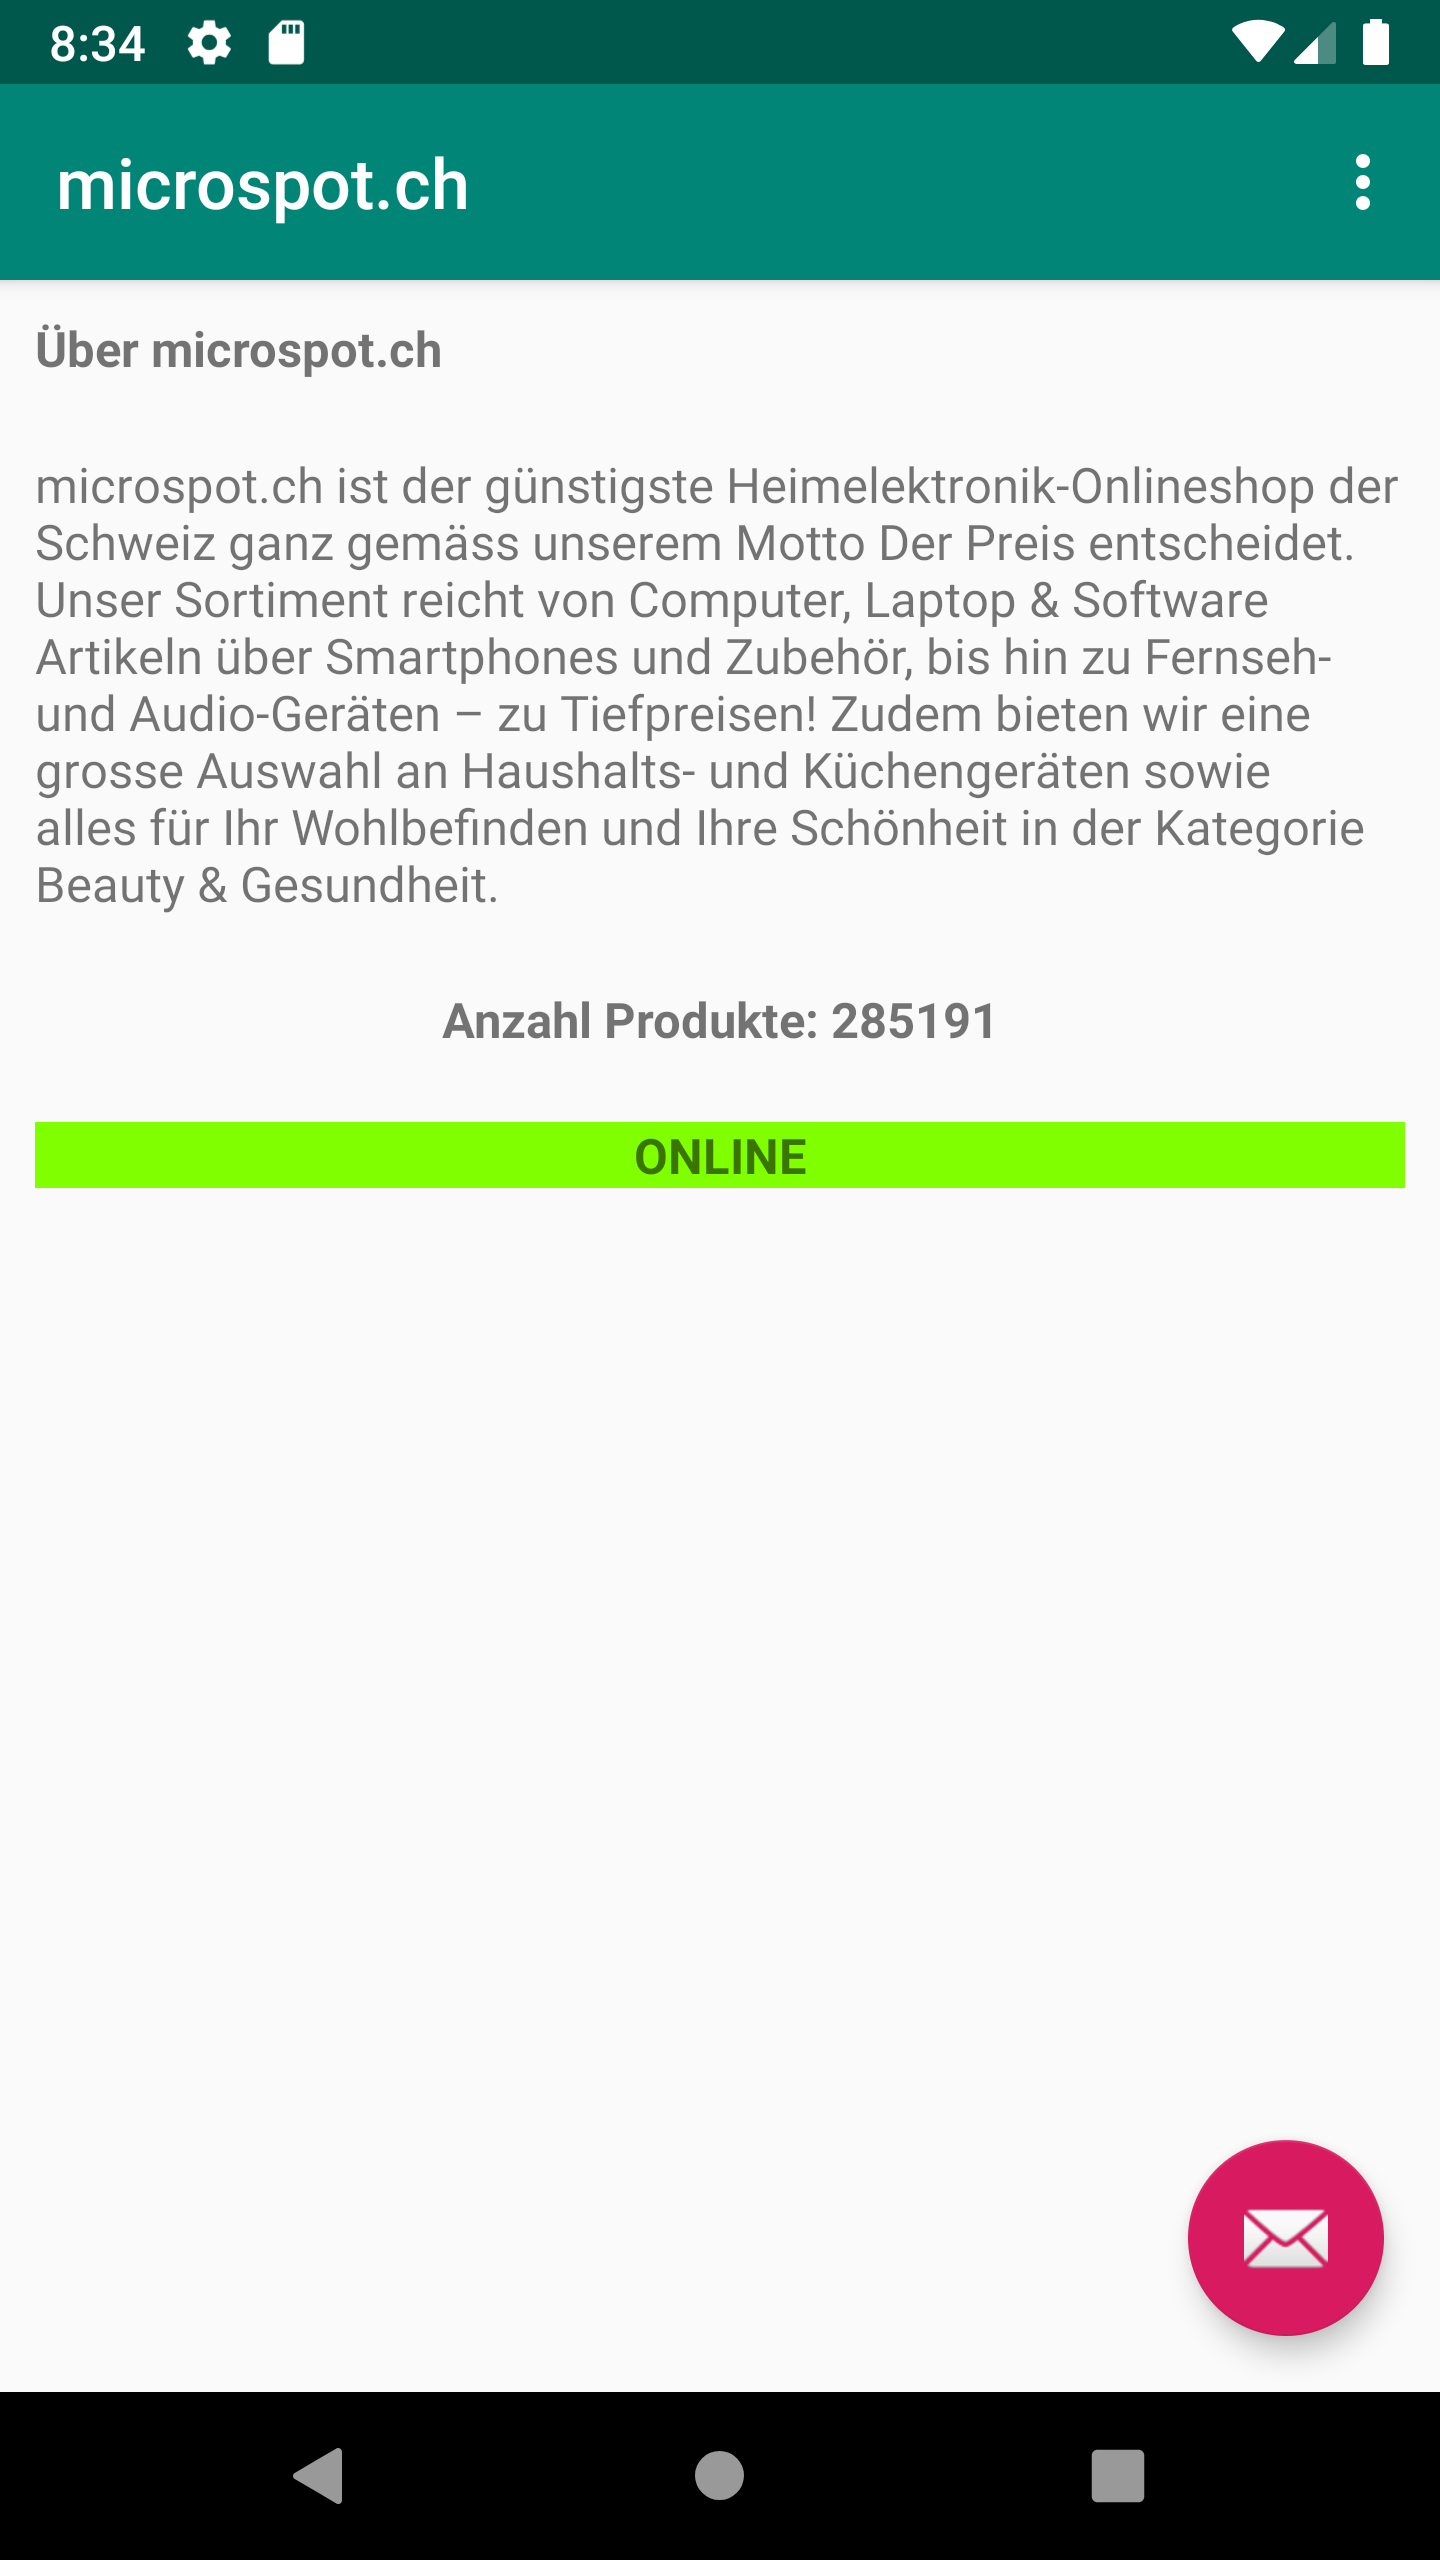 8:34
microspot.ch
Über microspot.ch
microspot.ch ist der günstigste Heimelektronik-Onlineshop der
Schweiz ganz gemäss unserem Motto Der Preis entscheidet.
Unser Sortiment reicht von Computer, Laptop & Software
Artikeln über Smartphones und Zubehör, bis hin zu Fernseh-
und Audio-Geräten – zu Tiefpreisen! Zudem bieten wir eine
grosse Auswahl an Haushalts- und Küchengeräten sowie
alles für Ihr Wohlbefinden und Ihre Schönheit in der Kategorie
Beauty & Gesundheit.
Anzahl Produkte: 285191
ONLINE